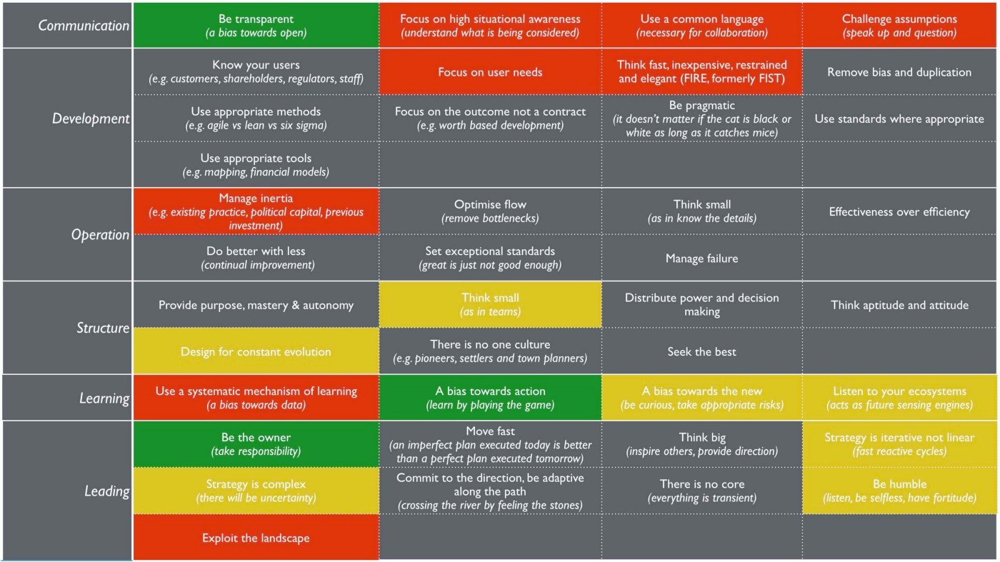 Communication
Be transparent
(a bias towards open)
Focus on high situational awareness
(understand what is being considered)
Use a common language
(necessary for collaboration)
Challenge assumptions
(speak up and question)
Development
Know your users
(e.g. customers, shareholders, regulators, staff)
Focus on user needs
Think fast, inexpensive, restrained
and elegant (FIRE, formerly FIST)
Remove bias and duplication
Use appropriate methods
(e.g. agile vs lean vs six sigma)
Focus on the outcome not a contract
(e.g. worth based development)
Be pragmatic
(it doesn't matter if the cat is black or
white as long as it catches mice)
Use standards where appropriate
Use appropriate tools
(e.g. mapping, financial models)
Operation
Manage inertia
(e.g. existing practice, political capital, previous
investment)
Optimise flow
(remove bottlenecks)
Think small
(as in know the details)
Effectiveness over efficiency
Do better with less
(continual improvement)
Set exceptional standards
(great is just not good enough)
Manage failure
Structure
Provide purpose, mastery & autonomy
Think small
(as in teams)
Distribute power and decision
making
Think aptitude and attitude
Design for constant evolution
There is no one culture
(e.g. pioneers, settlers and town planners)
Seek the best
Learning
Use a systematic mechanism of learning
(a bias towards data)
A bias towards action
(learn by playing the game)
A bias towards the new
(be curious, take appropriate risks)
Listen to your ecosystems
(acts as future sensing engines)
Leading
Be the owner
(take responsibility)
Move fast
(an imperfect plan executed today is better
than a perfect plan executed tomorrow)
Think big
(inspire others, provide direction)
Strategy is iterative not linear
(fast reactive cycles)
Strategy is complex
(there will be uncertainty)
Commit to the direction, be adaptive
along the path
(crossing the river by feeling the stones)
There is no core
(everything is transient)
Be humble
(listen, be selfless, have fortitude)
Exploit the landscape